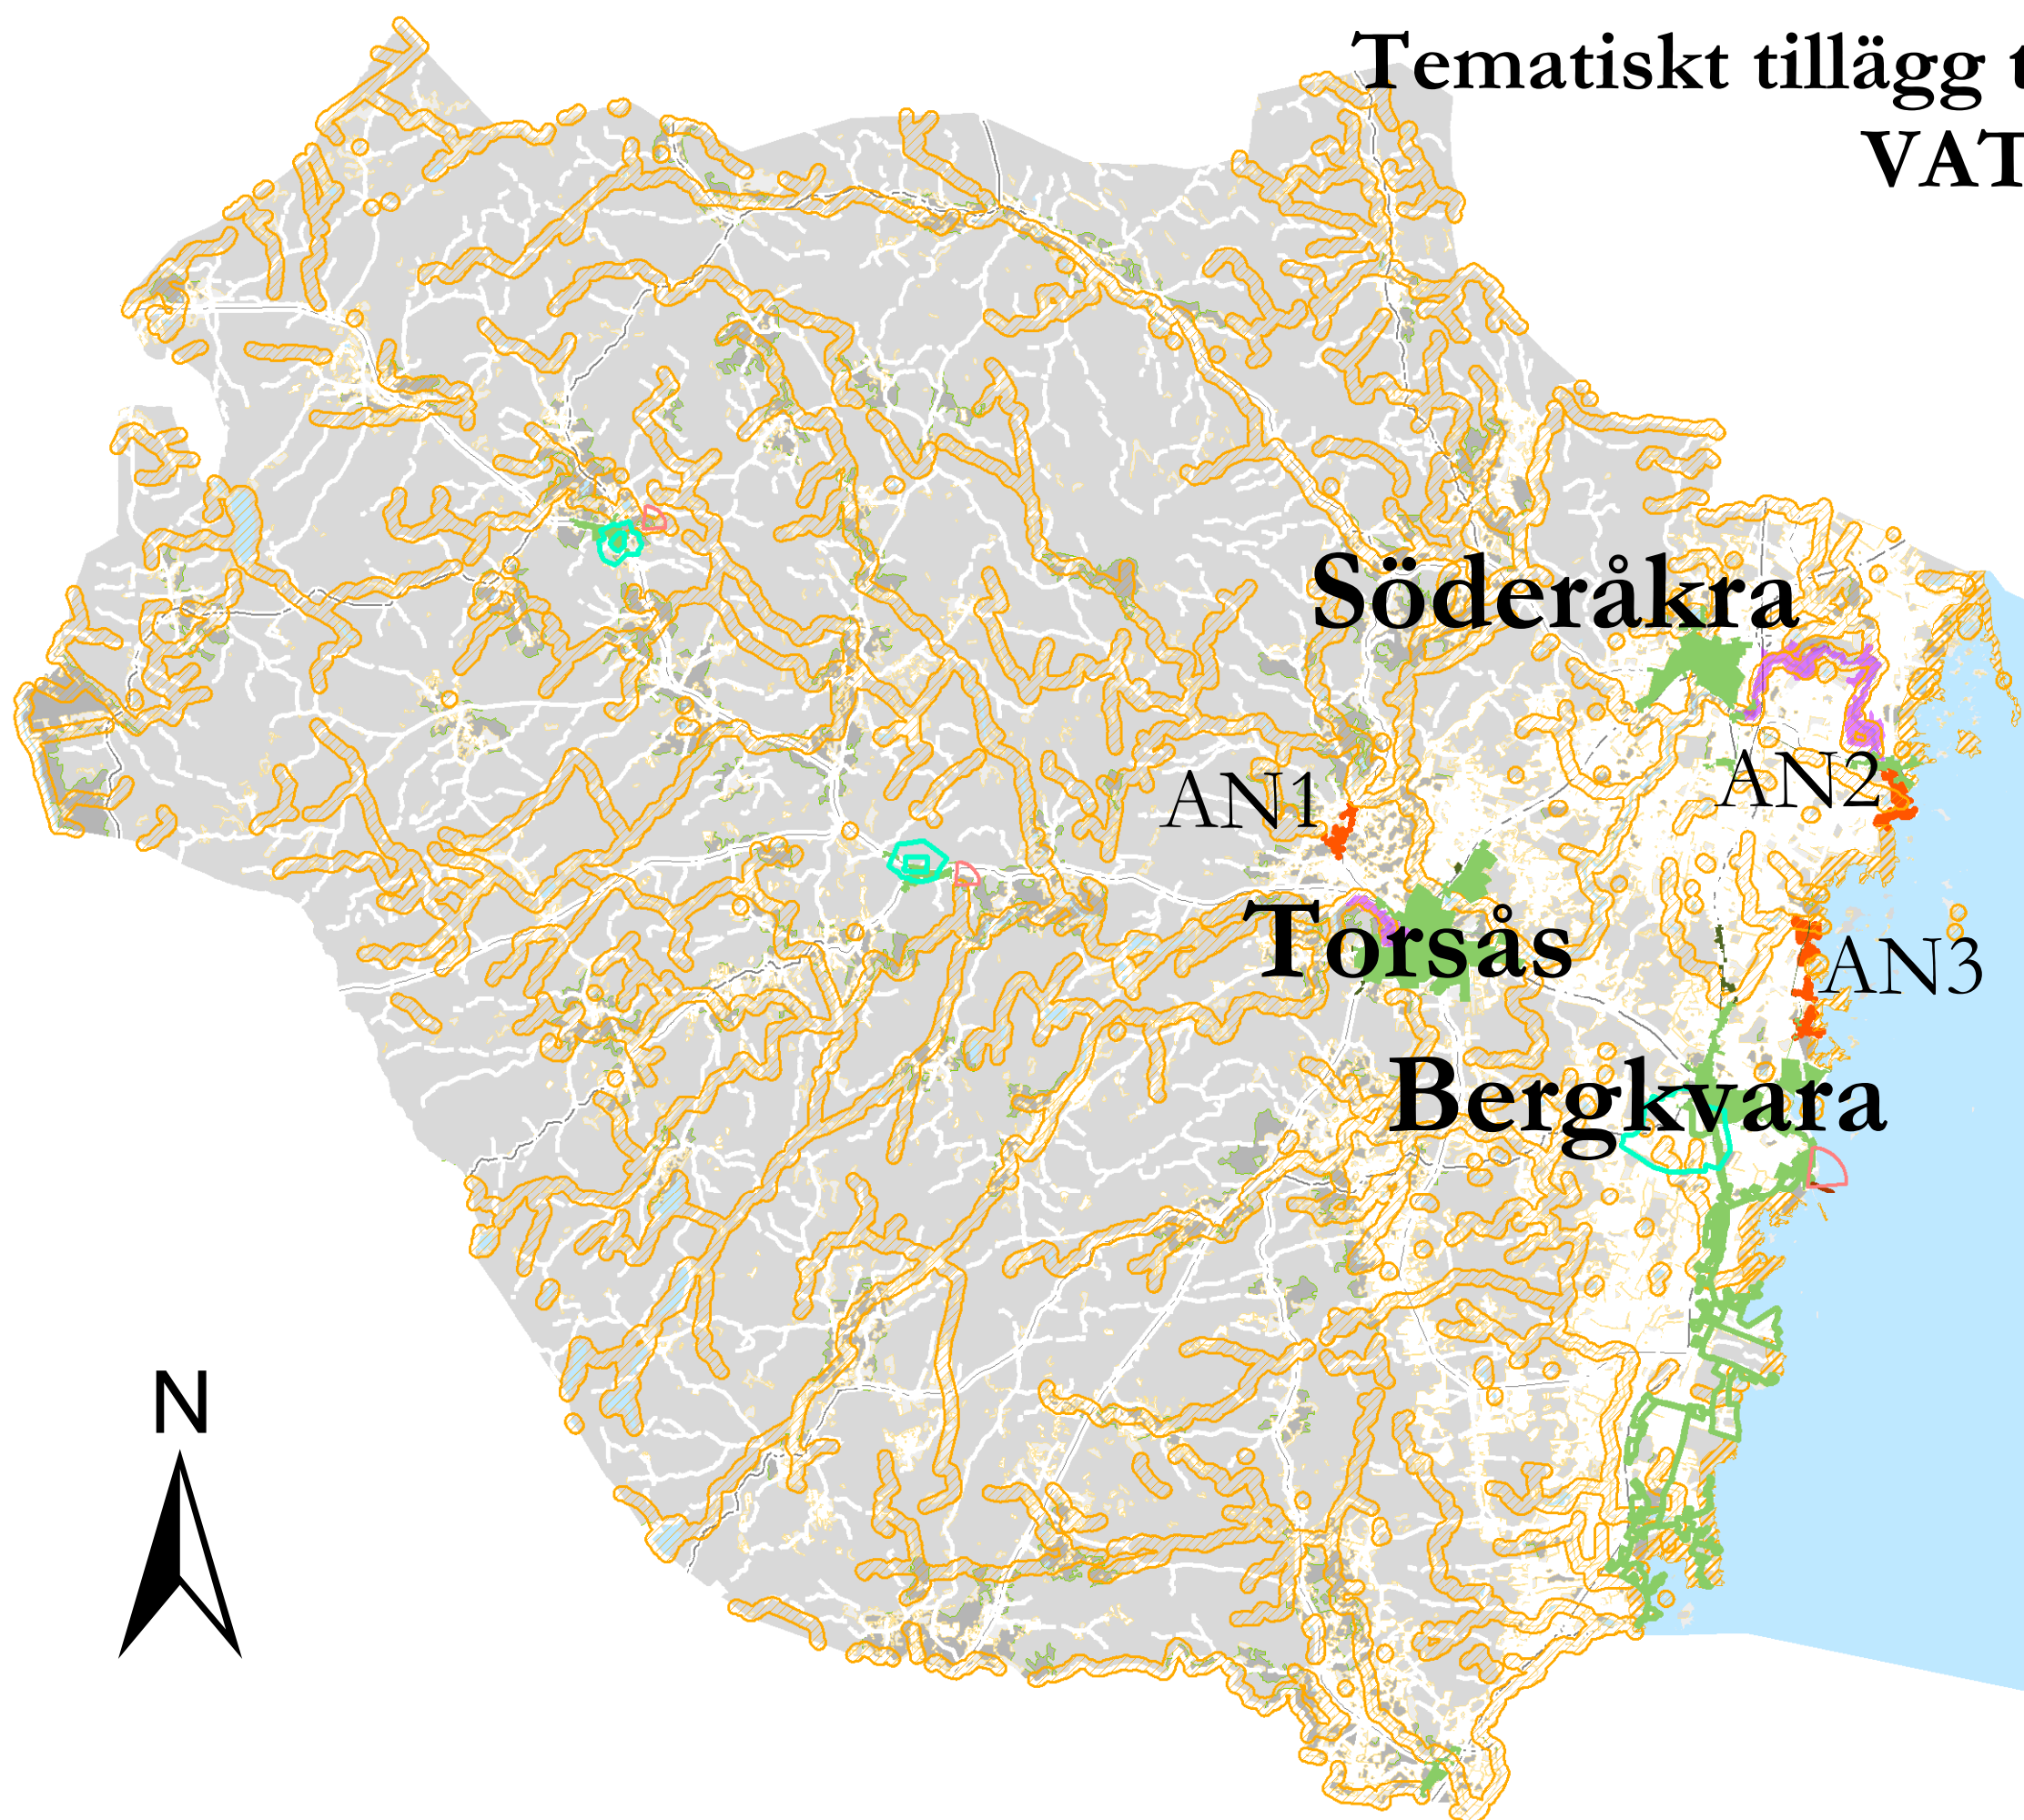 Tematiskt tillägg t
VAT
Söderåkra
AN1
AN2
Torsås
AN3
Bergkvara
N